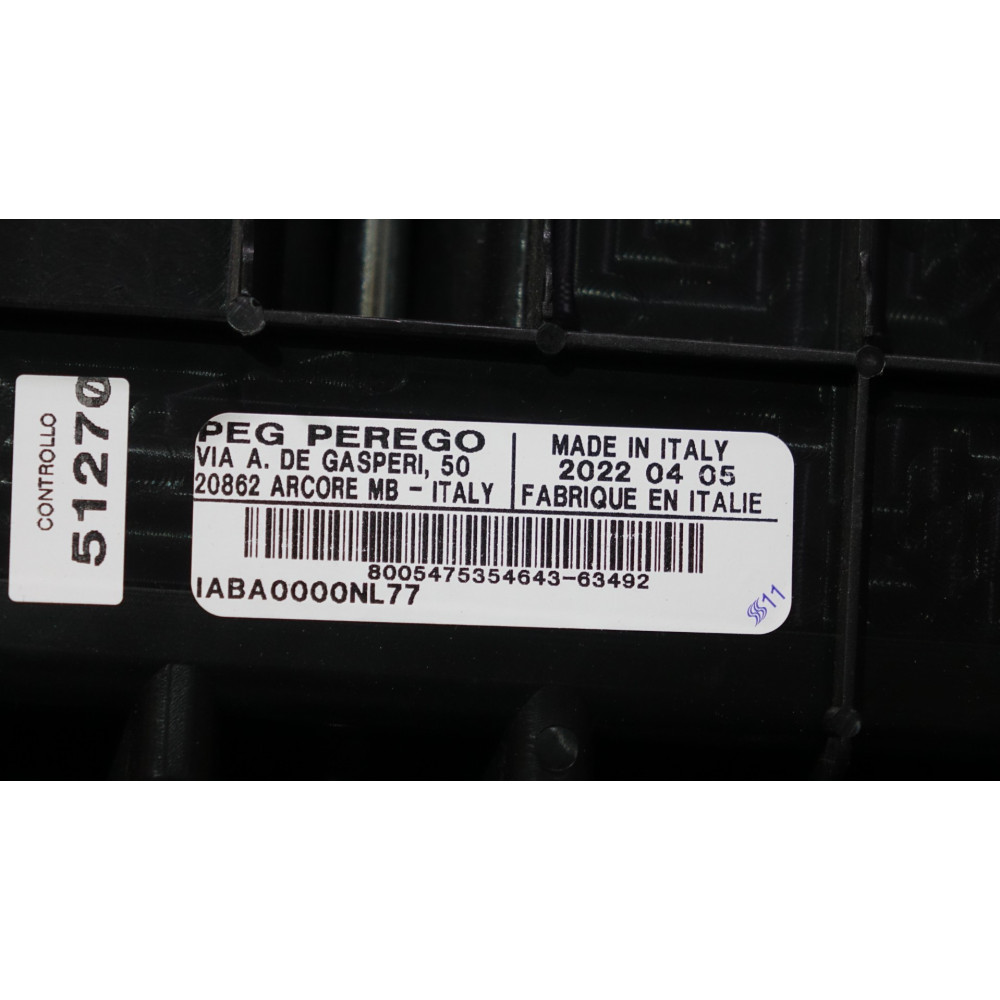 CONTROLLO
51270
PEG PEREGO
VIA A. DE GASPERI, 50
20862 ARCORE MB - ITALY
MADE IN ITALY
2022 04 05
FABRIQUE EN ITALIE
8005475354643-63492
IABA0000NL77
11